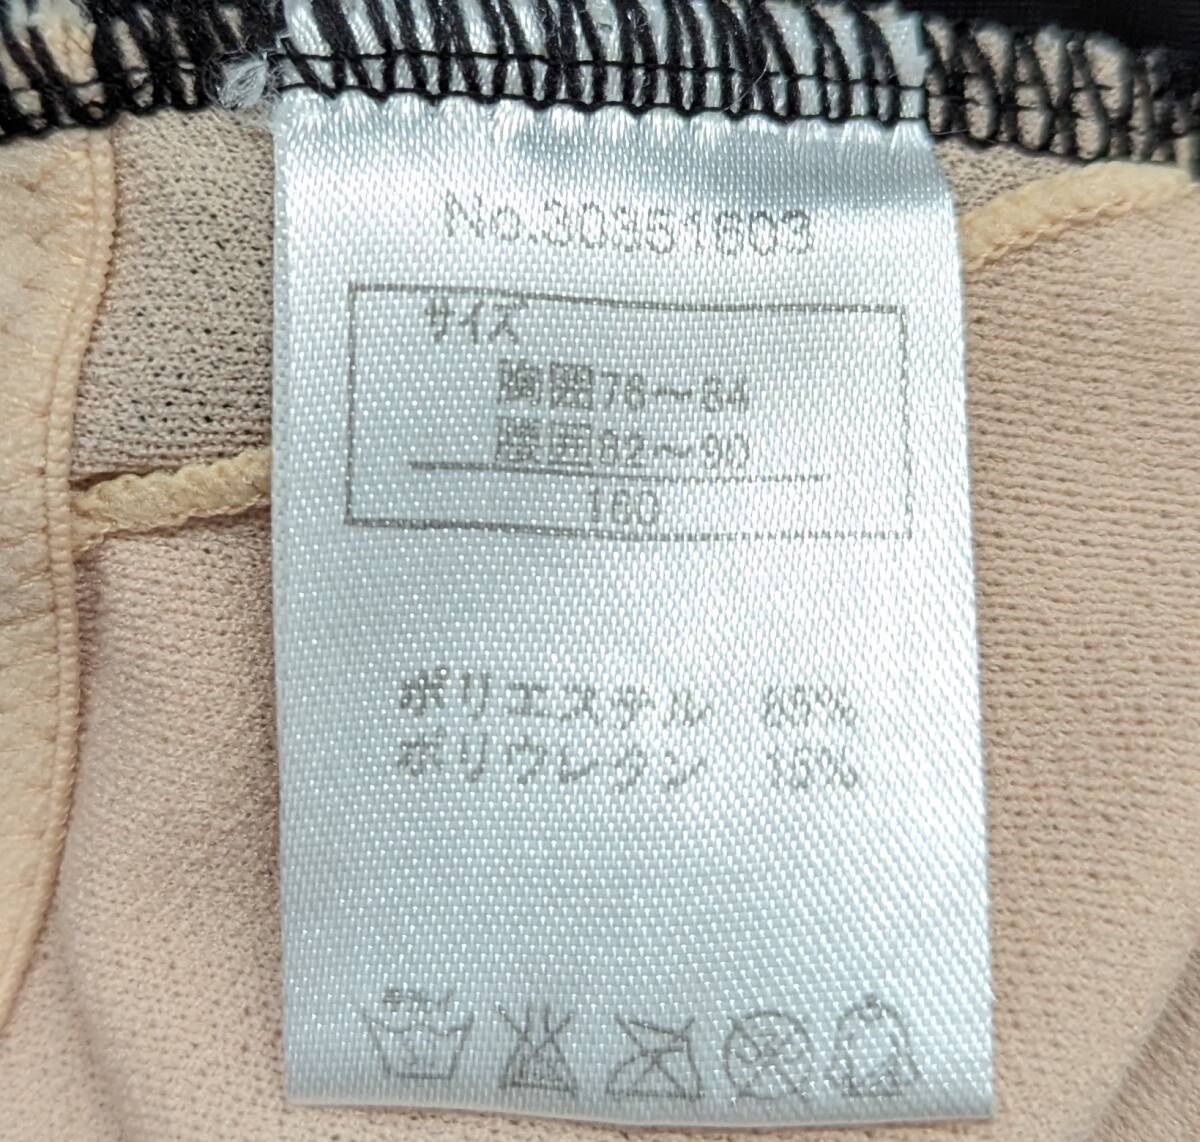 No.30351603
サイズ
胸囲76〜84
腰囲82〜90
160
ポリエステル 85%
ポリウレタン 15%